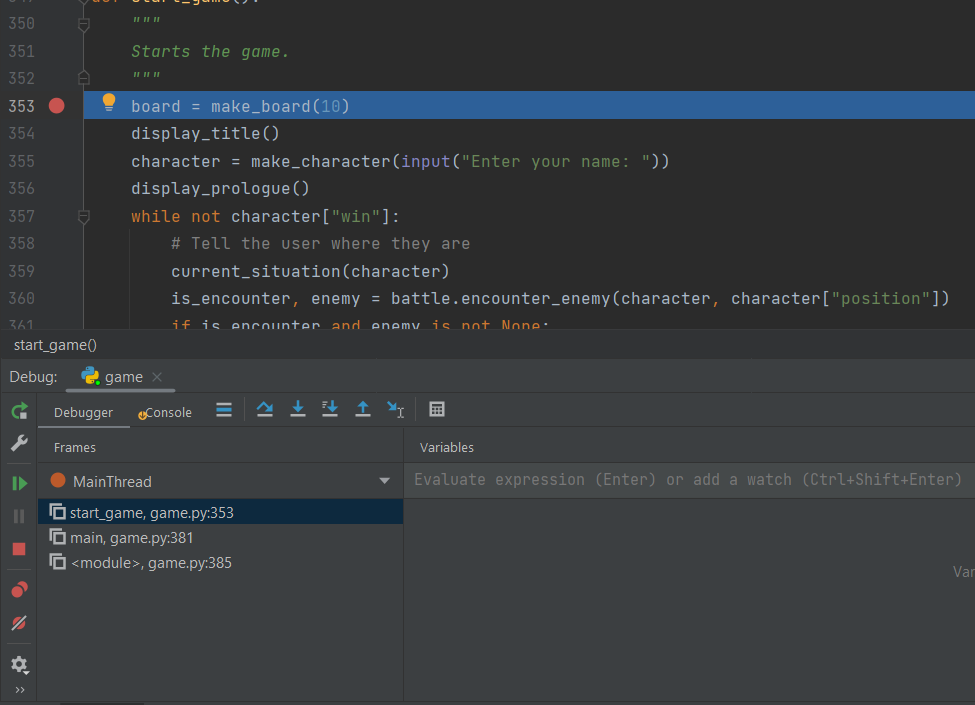 def start_game():
350 """
351 Starts the game.
352 """
353 board = make_board(10)
354 display_title()
355 character = make_character(input("Enter your name: "))
356 display_prologue()
357 while not character["win"]:
358 # Tell the user where they are
359 current_situation(character)
360 is_encounter, enemy = battle.encounter_enemy(character, character["position"])
361 if is_encounter and enemy is not None:
start_game()
Debug: game
Debugger Console
Frames Variables
MainThread Evaluate expression (Enter) or add a watch (Ctrl+Shift+Enter)
start_game, game.py:353
main, game.py:381
<module>, game.py:385
Var